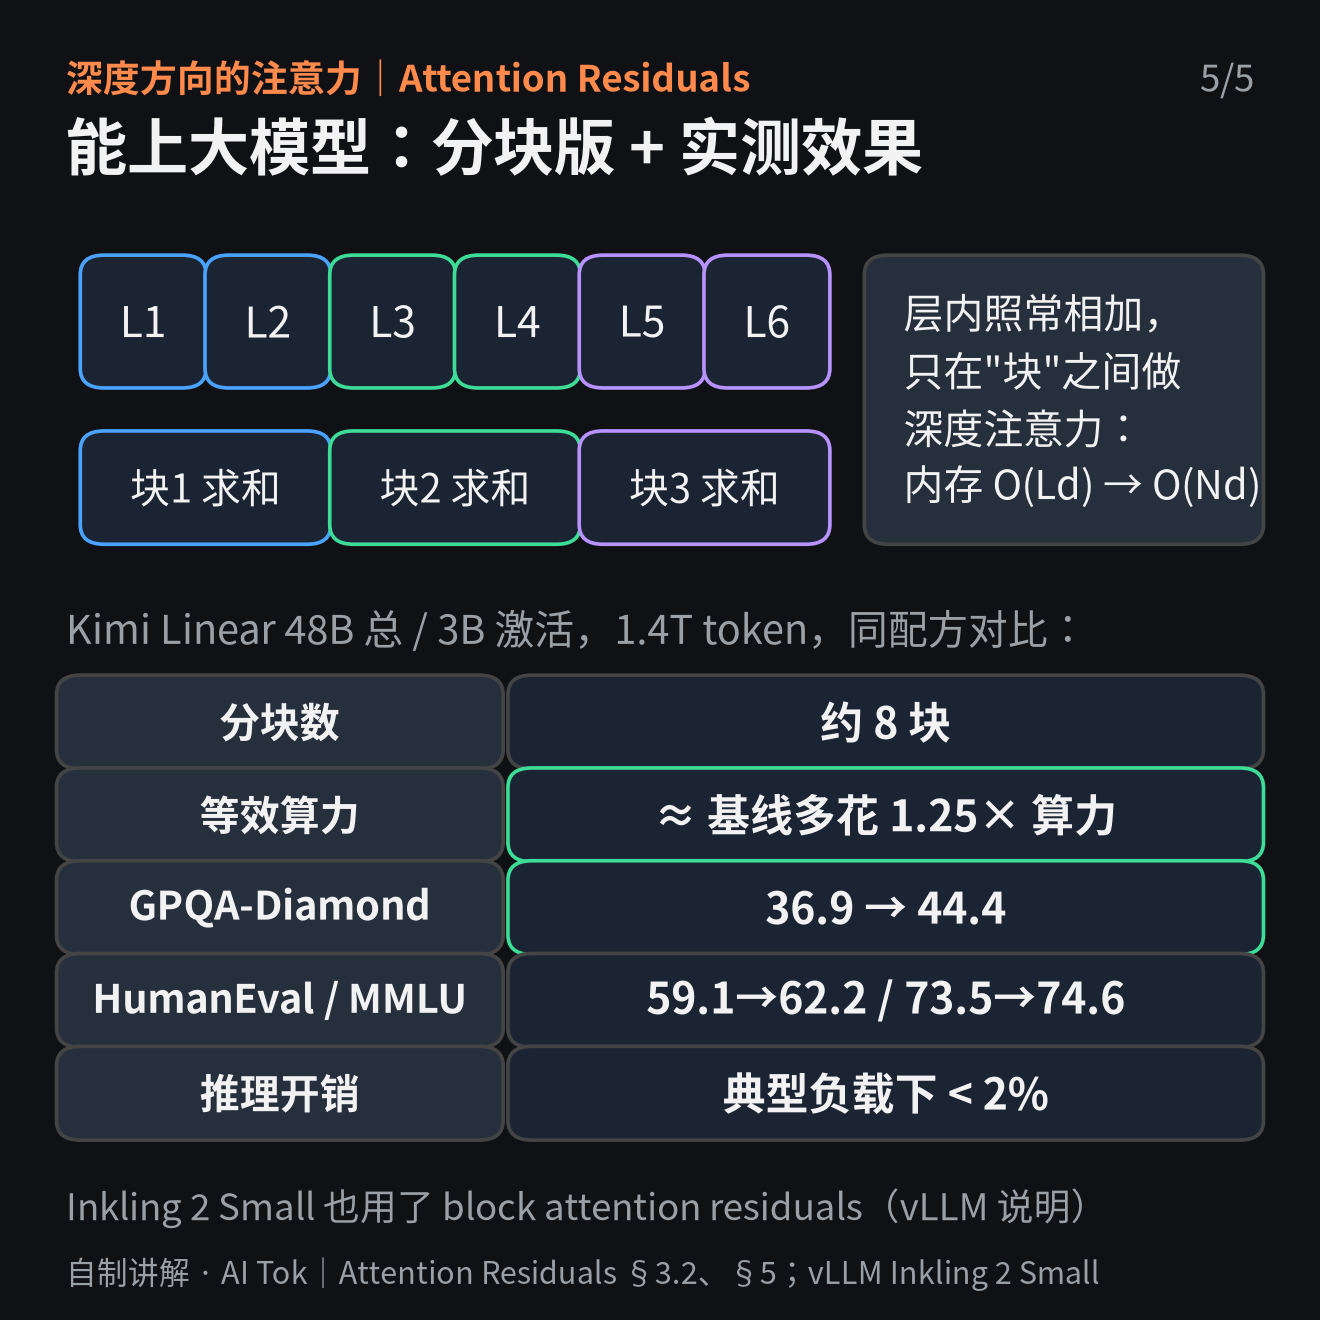 深度方向的注意力｜Attention Residuals
5/5
能上大模型：分块版 + 实测效果
L1 L2 L3 L4 L5 L6
块1 求和 块2 求和 块3 求和
层内照常相加，
只在"块"之间做
深度注意力：
内存 O(Ld) → O(Nd)
Kimi Linear 48B 总 / 3B 激活，1.4T token，同配方对比：
分块数 约 8 块
等效算力 ≈ 基线多花 1.25× 算力
GPQA-Diamond 36.9 → 44.4
HumanEval / MMLU 59.1→62.2 / 73.5→74.6
推理开销 典型负载下 < 2%
Inkling 2 Small 也用了 block attention residuals（vLLM 说明）
自制讲解 · AI Tok｜Attention Residuals §3.2、§5；vLLM Inkling 2 Small